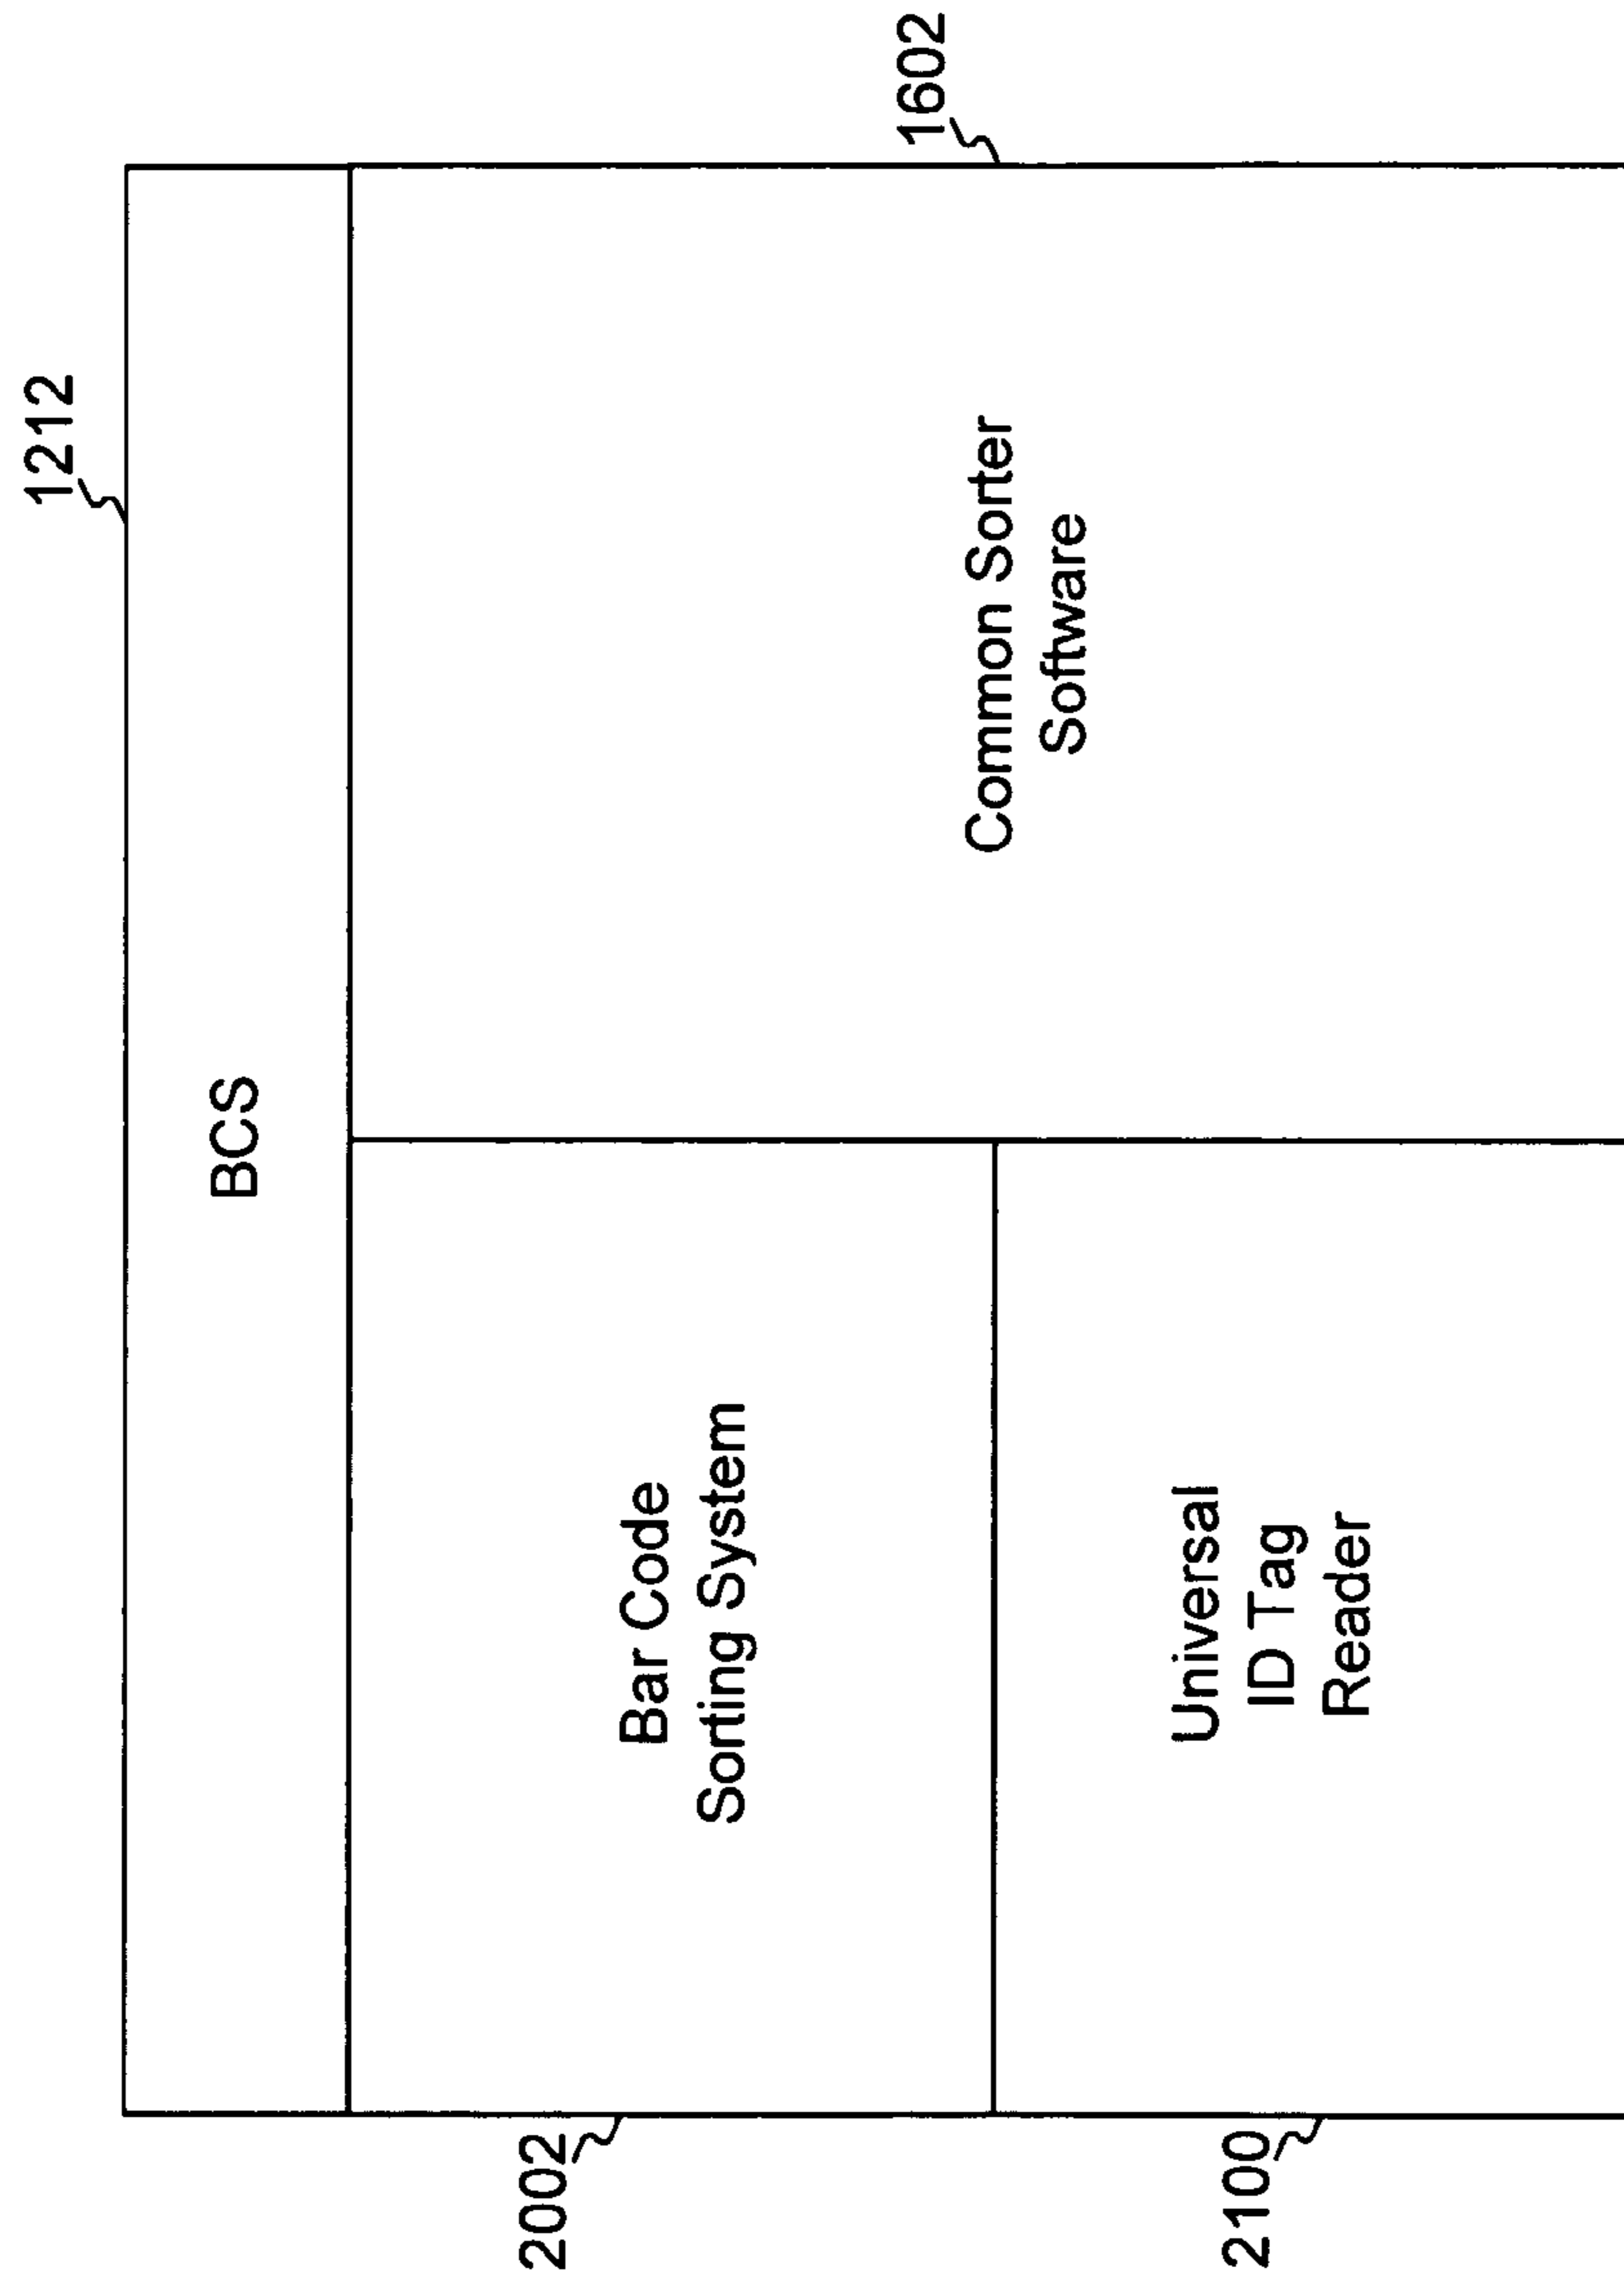 1212
BCS
2002
Bar Code
Sorting System
Common Sorter
Software
1602
2100
Universal
ID Tag
Reader